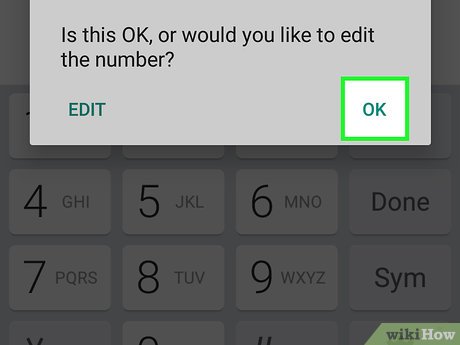 Is this OK, or would you like to edit
the number?
EDIT OK
4 GHI 5 JKL 6 MNO Done
7 PQRS 8 TUV 9 WXYZ Sym
wikiHow